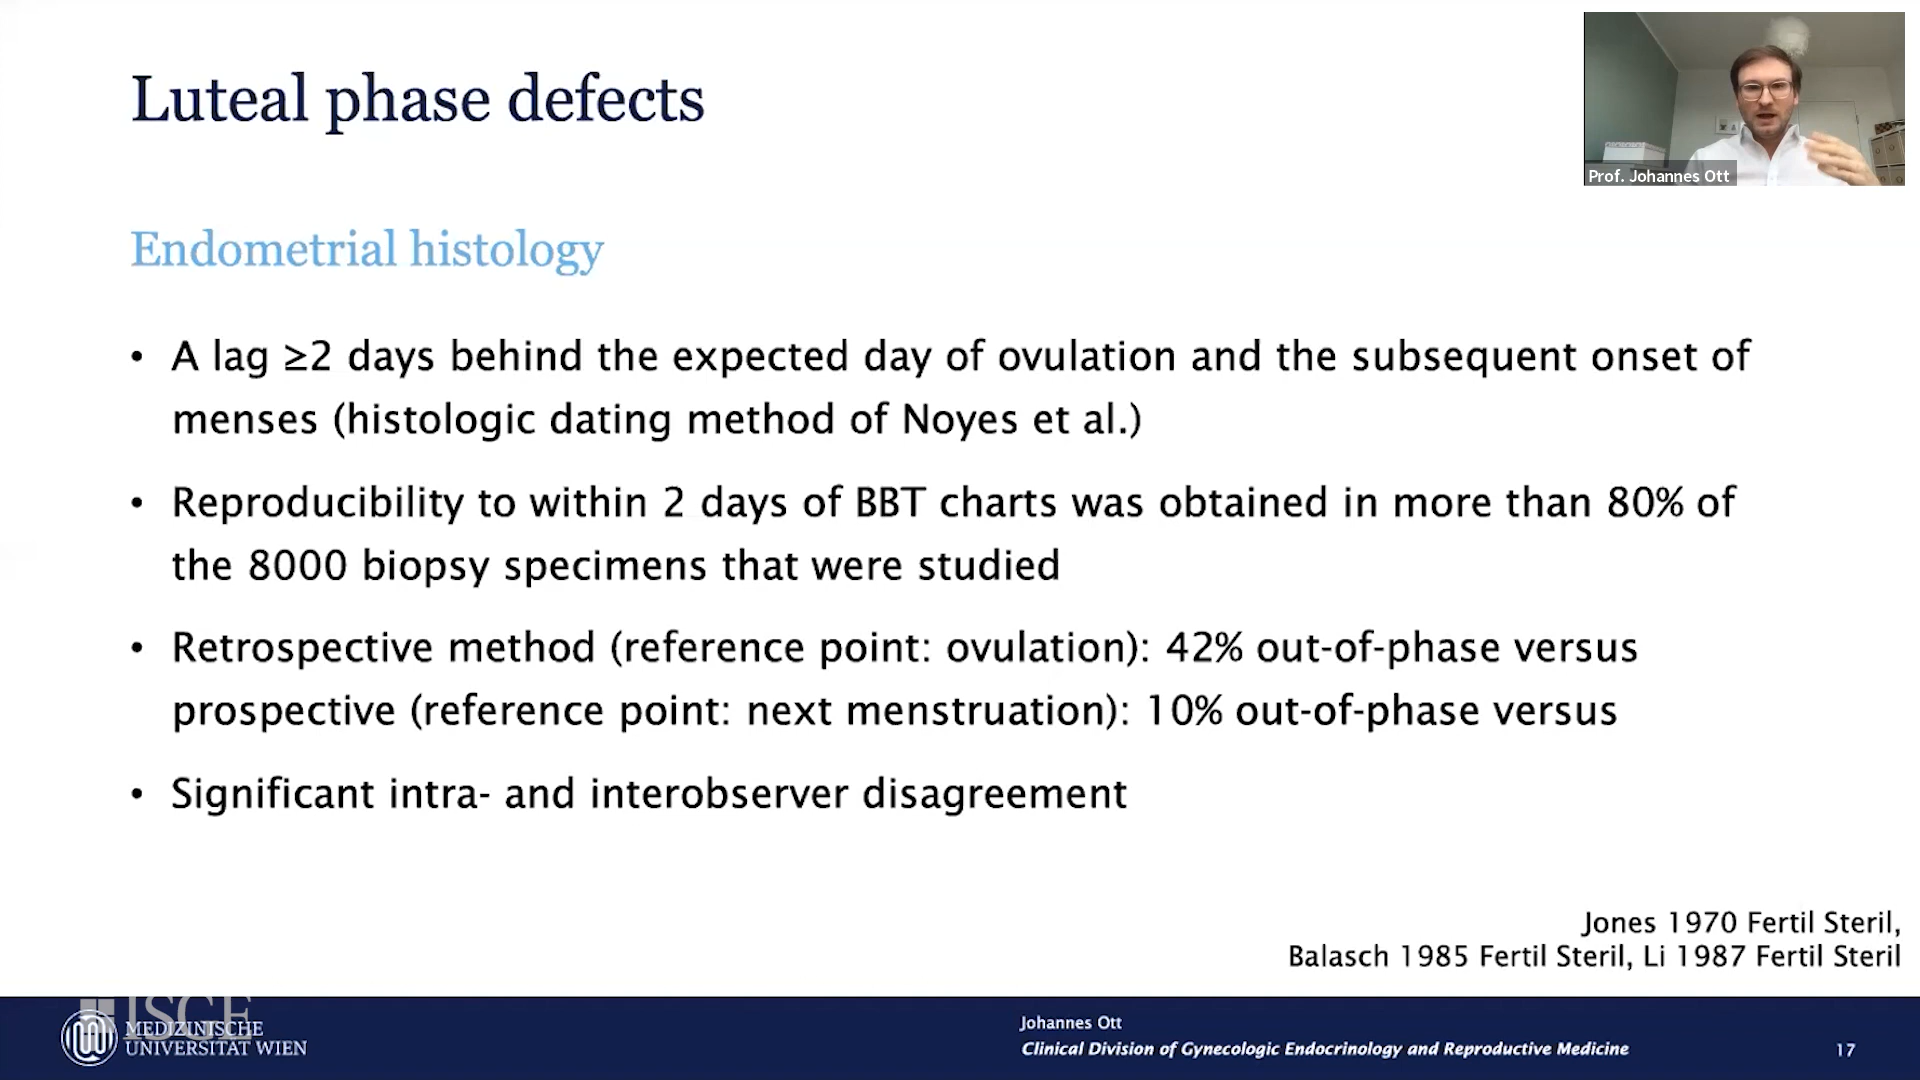 Luteal phase defects
Prof. Johannes Ott
Endometrial histology
• A lag ≥2 days behind the expected day of ovulation and the subsequent onset of
menses (histologic dating method of Noyes et al.)
• Reproducibility to within 2 days of BBT charts was obtained in more than 80% of
the 8000 biopsy specimens that were studied
• Retrospective method (reference point: ovulation): 42% out-of-phase versus
prospective (reference point: next menstruation): 10% out-of-phase versus
• Significant intra- and interobserver disagreement
Jones 1970 Fertil Steril,
Balasch 1985 Fertil Steril, Li 1987 Fertil Steril
ISGE
MEDIZINISCHE
UNIVERSITÄT WIEN
Johannes Ott
Clinical Division of Gynecologic Endocrinology and Reproductive Medicine
17